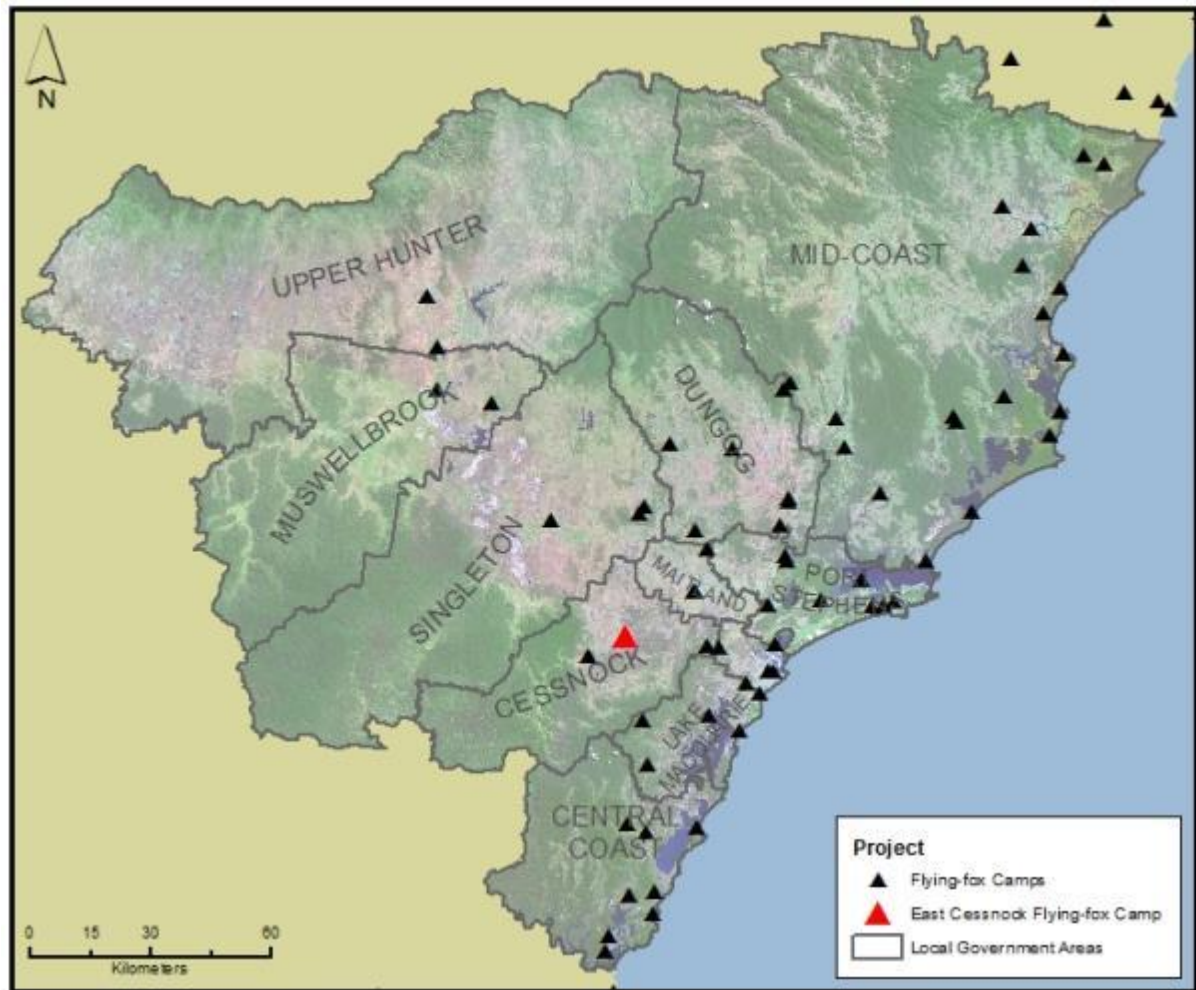 N
UPPER HUNTER
MID-COAST
DUNGOG
MUSWELLBROOK
SINGLETON
MAITLAND
PORT
STEPHENS
CESSNOCK
LAKE
MACQUARIE
CENTRAL
COAST
Project
Flying-fox Camps
East Cessnock Flying-fox Camp
Local Government Areas
0 15 30 60
Kilometers